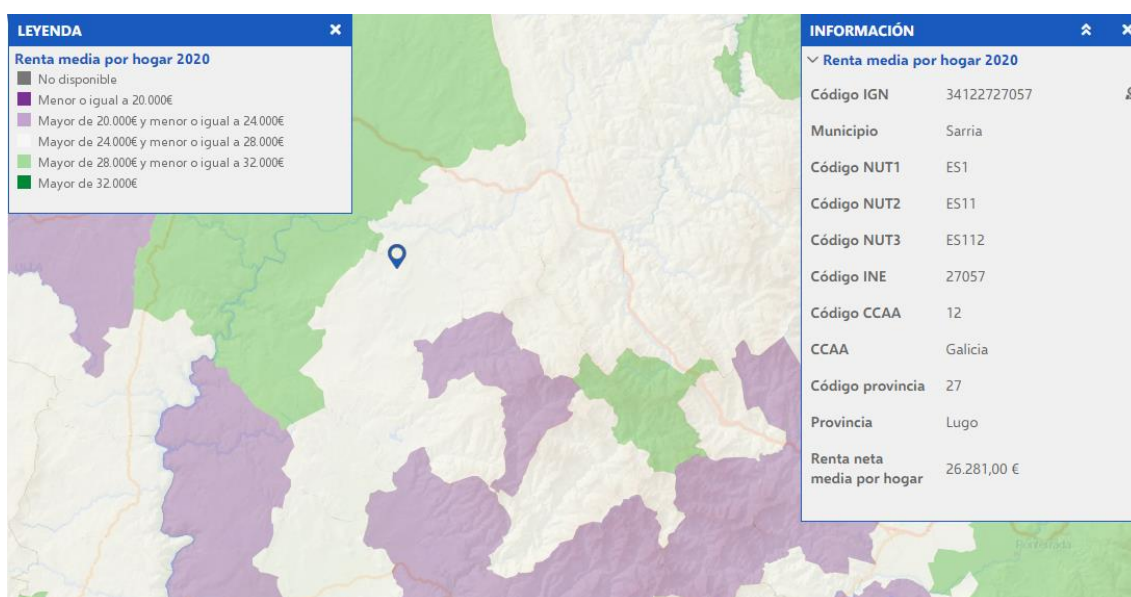 LEYENDA
Renta media por hogar 2020
No disponible
Menor o igual a 20.000€
Mayor de 20.000€ y menor o igual a 24.000€
Mayor de 24.000€ y menor o igual a 28.000€
Mayor de 28.000€ y menor o igual a 32.000€
Mayor de 32.000€
INFORMACIÓN
Renta media por hogar 2020
Código IGN 34122727057
Municipio Sarria
Código NUT1 ES1
Código NUT2 ES11
Código NUT3 ES112
Código INE 27057
Código CCAA 12
CCAA Galicia
Código provincia 27
Provincia Lugo
Renta neta
media por hogar 26.281,00 €
Ponferrada